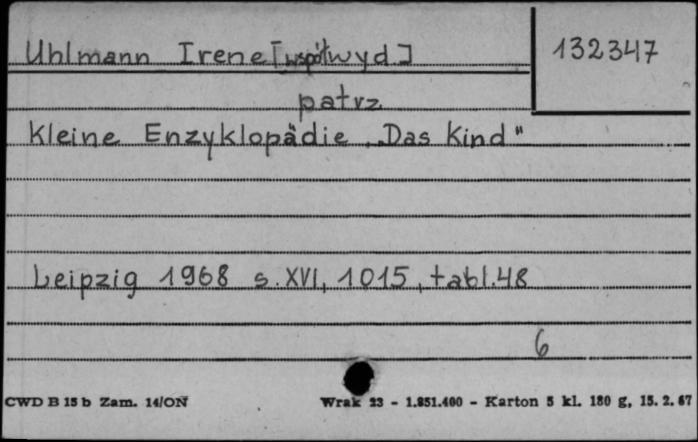 Uhlmann Irene [współwyd.]
132347
patrz
Kleine Enzyklopädie „Das Kind"
Leipzig 1968 s. XVI, 1015, tabl. 48
6
CWD B 15 b Zam. 14/ON Wrak 23 - 1.851.400 - Karton 5 kl. 180 g, 15. 2. 67